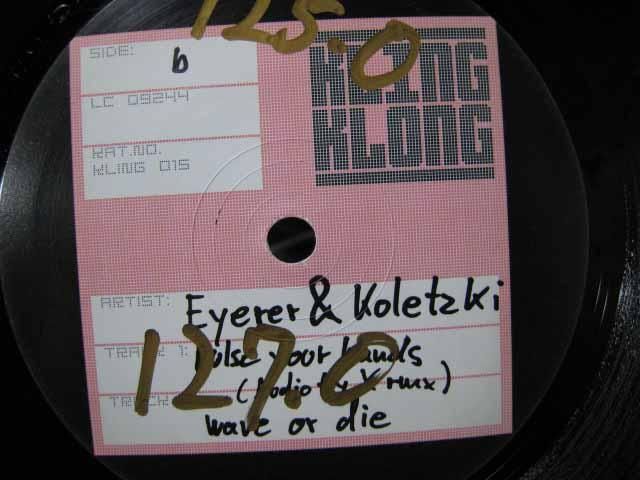 125.0
SIDE: b
KLING
KLONG
LC 09244
KAT.NO.
KLING 015
ARTIST: Eyerer & Koletzki
TRACK 1: your hands
127.0
rmx)
wave or die